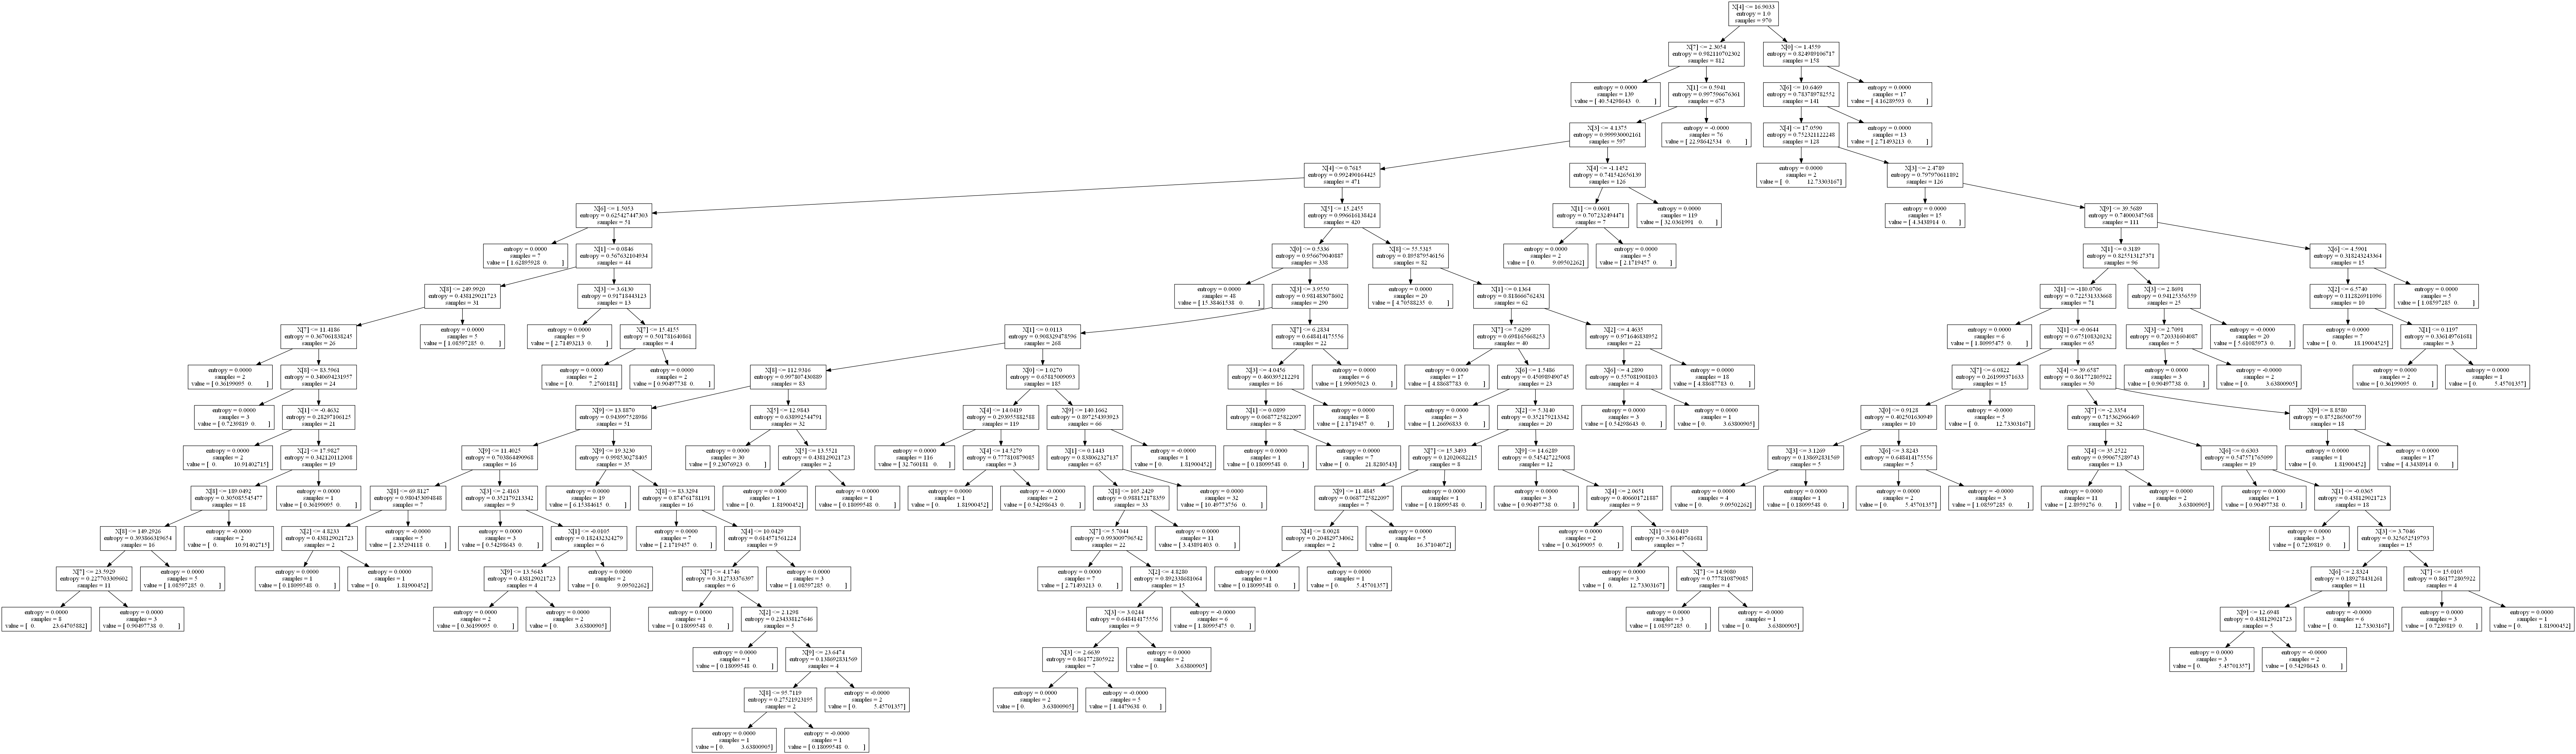 X[4] <= 16.9033
entropy = 1.0
samples = 970
X[7] <= 2.3054
entropy = 0.982110702302
samples = 812
X[0] <= 1.4559
entropy = 0.824989106717
samples = 158
entropy = 0.0000
samples = 139
value = [ 40.54298643 0. ]
X[1] <= 0.5941
entropy = 0.997596676361
samples = 673
X[6] <= 10.6469
entropy = 0.783789782552
samples = 141
entropy = 0.0000
samples = 17
value = [ 4.16289593 0. ]
X[3] <= 4.1375
entropy = 0.999930002161
samples = 597
entropy = -0.0000
samples = 76
value = [ 22.98642534 0. ]
X[4] <= 17.0590
entropy = 0.752321122248
samples = 128
entropy = 0.0000
samples = 13
value = [ 2.71493213 0. ]
X[4] <= 0.7615
entropy = 0.992490164425
samples = 471
X[4] <= -1.1452
entropy = 0.741542656139
samples = 126
entropy = 0.0000
samples = 2
value = [ 0. 12.73303167]
X[3] <= 2.4789
entropy = 0.797970611892
samples = 126
X[6] <= 1.5053
entropy = 0.625427447303
samples = 51
X[5] <= 15.2455
entropy = 0.996616138424
samples = 420
X[1] <= 0.0601
entropy = 0.707232494471
samples = 7
entropy = 0.0000
samples = 119
value = [ 32.0361991 0. ]
entropy = 0.0000
samples = 15
value = [ 4.3438914 0. ]
X[9] <= 39.5689
entropy = 0.74000347568
samples = 111
entropy = 0.0000
samples = 7
value = [ 1.62895928 0. ]
X[1] <= 0.0846
entropy = 0.567632104934
samples = 44
X[0] <= 0.5336
entropy = 0.956679040887
samples = 338
X[8] <= 55.5315
entropy = 0.895879546156
samples = 82
entropy = 0.0000
samples = 2
value = [ 0. 9.09502262]
entropy = 0.0000
samples = 5
value = [ 2.1719457 0. ]
X[1] <= 0.3189
entropy = 0.825513127371
samples = 96
X[6] <= 4.5901
entropy = 0.318243243364
samples = 15
X[8] <= 249.9920
entropy = 0.438129021723
samples = 31
X[3] <= 3.6130
entropy = 0.91718443123
samples = 13
entropy = 0.0000
samples = 48
value = [ 15.38461538 0. ]
X[3] <= 3.9550
entropy = 0.981483078602
samples = 290
entropy = 0.0000
samples = 20
value = [ 4.70588235 0. ]
X[1] <= 0.1364
entropy = 0.818666762431
samples = 62
X[1] <= -180.0706
entropy = 0.722531333668
samples = 71
X[3] <= 2.8691
entropy = 0.94125356559
samples = 25
X[2] <= 6.5740
entropy = 0.112826911096
samples = 10
entropy = 0.0000
samples = 5
value = [ 1.08597285 0. ]
X[7] <= 11.4186
entropy = 0.367061838245
samples = 26
entropy = 0.0000
samples = 5
value = [ 1.08597285 0. ]
entropy = 0.0000
samples = 9
value = [ 2.71493213 0. ]
X[7] <= 15.4155
entropy = 0.501781640861
samples = 4
X[1] <= 0.0113
entropy = 0.908329478596
samples = 268
X[7] <= 6.2834
entropy = 0.648414175556
samples = 22
X[7] <= 7.6299
entropy = 0.698165668253
samples = 40
X[2] <= 4.4635
entropy = 0.971646838952
samples = 22
entropy = 0.0000
samples = 6
value = [ 1.80995475 0. ]
X[1] <= -0.0644
entropy = 0.675108320232
samples = 65
X[3] <= 2.7091
entropy = 0.720331604087
samples = 5
entropy = -0.0000
samples = 20
value = [ 5.61085973 0. ]
entropy = 0.0000
samples = 7
value = [ 0. 18.19004525]
X[1] <= 0.1197
entropy = 0.336149761681
samples = 3
entropy = 0.0000
samples = 2
value = [ 0.36199095 0. ]
X[8] <= 83.5961
entropy = 0.340694231957
samples = 24
entropy = 0.0000
samples = 2
value = [ 0. 7.2760181]
entropy = 0.0000
samples = 2
value = [ 0.90497738 0. ]
X[8] <= 112.9316
entropy = 0.997807430889
samples = 83
X[0] <= 1.0270
entropy = 0.65815009093
samples = 185
X[3] <= 4.0456
entropy = 0.460395212291
samples = 16
entropy = 0.0000
samples = 6
value = [ 1.99095023 0. ]
entropy = 0.0000
samples = 17
value = [ 4.88687783 0. ]
X[6] <= 1.5486
entropy = 0.450989490745
samples = 23
X[6] <= 4.2890
entropy = 0.557081908103
samples = 4
entropy = 0.0000
samples = 18
value = [ 4.88687783 0. ]
X[7] <= 6.0822
entropy = 0.261999371633
samples = 15
X[4] <= 39.6587
entropy = 0.861772805922
samples = 50
entropy = 0.0000
samples = 3
value = [ 0.90497738 0. ]
entropy = -0.0000
samples = 2
value = [ 0. 3.63800905]
entropy = 0.0000
samples = 2
value = [ 0.36199095 0. ]
entropy = 0.0000
samples = 1
value = [ 0. 5.45701357]
entropy = 0.0000
samples = 3
value = [ 0.7239819 0. ]
X[1] <= -0.4632
entropy = 0.28297106125
samples = 21
X[9] <= 13.8870
entropy = 0.943997528986
samples = 51
X[5] <= 12.9843
entropy = 0.638992544791
samples = 32
X[4] <= 14.0419
entropy = 0.293955882588
samples = 119
X[9] <= 140.1662
entropy = 0.897254393923
samples = 66
X[1] <= 0.0899
entropy = 0.0687725822097
samples = 8
entropy = 0.0000
samples = 8
value = [ 2.1719457 0. ]
entropy = 0.0000
samples = 3
value = [ 1.26696833 0. ]
X[2] <= 5.3140
entropy = 0.352179213342
samples = 20
entropy = 0.0000
samples = 3
value = [ 0.54298643 0. ]
entropy = 0.0000
samples = 1
value = [ 0. 3.63800905]
X[0] <= 0.9128
entropy = 0.402501630949
samples = 10
entropy = -0.0000
samples = 5
value = [ 0. 12.73303167]
X[7] <= -2.3354
entropy = 0.715362966469
samples = 32
X[9] <= 8.8580
entropy = 0.875286500759
samples = 18
entropy = 0.0000
samples = 2
value = [ 0. 10.91402715]
X[2] <= 17.9827
entropy = 0.342120112008
samples = 19
X[9] <= 11.4025
entropy = 0.703864490968
samples = 16
X[9] <= 19.3230
entropy = 0.998530278405
samples = 35
entropy = 0.0000
samples = 30
value = [ 9.23076923 0. ]
X[5] <= 13.5521
entropy = 0.438129021723
samples = 2
entropy = 0.0000
samples = 116
value = [ 32.760181 0. ]
X[4] <= 14.5279
entropy = 0.777810879085
samples = 3
X[1] <= 0.1443
entropy = 0.838062327137
samples = 65
entropy = -0.0000
samples = 1
value = [ 0. 1.81900452]
entropy = 0.0000
samples = 1
value = [ 0.18099548 0. ]
entropy = 0.0000
samples = 7
value = [ 0. 21.8280543]
X[7] <= 15.3493
entropy = 0.12020682215
samples = 8
X[9] <= 14.6289
entropy = 0.545427225008
samples = 12
X[3] <= 3.1269
entropy = 0.138692831569
samples = 5
X[6] <= 3.8243
entropy = 0.648414175556
samples = 5
X[4] <= 35.2522
entropy = 0.990675289743
samples = 13
X[6] <= 0.6303
entropy = 0.547571765099
samples = 19
entropy = 0.0000
samples = 1
value = [ 0. 1.81900452]
entropy = 0.0000
samples = 17
value = [ 4.3438914 0. ]
X[8] <= 189.0492
entropy = 0.305085545477
samples = 18
entropy = 0.0000
samples = 1
value = [ 0.36199095 0. ]
X[8] <= 69.8127
entropy = 0.980453094848
samples = 7
X[3] <= 2.4163
entropy = 0.352179213342
samples = 9
entropy = 0.0000
samples = 19
value = [ 6.15384615 0. ]
X[8] <= 83.3294
entropy = 0.874761781191
samples = 16
entropy = 0.0000
samples = 1
value = [ 0. 1.81900452]
entropy = 0.0000
samples = 1
value = [ 0.18099548 0. ]
entropy = 0.0000
samples = 1
value = [ 0. 1.81900452]
entropy = -0.0000
samples = 2
value = [ 0.54298643 0. ]
X[8] <= 105.2429
entropy = 0.988152178359
samples = 33
entropy = 0.0000
samples = 32
value = [ 10.49773756 0. ]
X[9] <= 11.4845
entropy = 0.0687725822097
samples = 7
entropy = 0.0000
samples = 1
value = [ 0.18099548 0. ]
entropy = 0.0000
samples = 3
value = [ 0.90497738 0. ]
X[4] <= 2.0651
entropy = 0.406601721887
samples = 9
entropy = 0.0000
samples = 4
value = [ 0. 9.09502262]
entropy = 0.0000
samples = 1
value = [ 0.18099548 0. ]
entropy = 0.0000
samples = 2
value = [ 0. 5.45701357]
entropy = -0.0000
samples = 3
value = [ 1.08597285 0. ]
entropy = 0.0000
samples = 11
value = [ 2.8959276 0. ]
entropy = 0.0000
samples = 2
value = [ 0. 3.63800905]
entropy = 0.0000
samples = 1
value = [ 0.90497738 0. ]
X[1] <= -0.0365
entropy = 0.438129021723
samples = 18
X[8] <= 149.2926
entropy = 0.393866319654
samples = 16
entropy = -0.0000
samples = 2
value = [ 0. 10.91402715]
X[2] <= 4.8233
entropy = 0.438129021723
samples = 2
entropy = -0.0000
samples = 5
value = [ 2.35294118 0. ]
entropy = 0.0000
samples = 3
value = [ 0.54298643 0. ]
X[1] <= -0.0105
entropy = 0.182432324279
samples = 6
entropy = 0.0000
samples = 7
value = [ 2.1719457 0. ]
X[4] <= 10.0429
entropy = 0.614571561224
samples = 9
X[7] <= 5.7044
entropy = 0.993009796542
samples = 22
entropy = 0.0000
samples = 11
value = [ 3.43891403 0. ]
X[4] <= 8.0028
entropy = 0.204829734062
samples = 2
entropy = 0.0000
samples = 5
value = [ 0. 16.37104072]
entropy = 0.0000
samples = 2
value = [ 0.36199095 0. ]
X[1] <= 0.0419
entropy = 0.336149761681
samples = 7
entropy = 0.0000
samples = 3
value = [ 0.7239819 0. ]
X[3] <= 3.7046
entropy = 0.325652519793
samples = 15
X[7] <= 23.5929
entropy = 0.227703309602
samples = 11
entropy = 0.0000
samples = 5
value = [ 1.08597285 0. ]
entropy = 0.0000
samples = 1
value = [ 0.18099548 0. ]
entropy = 0.0000
samples = 1
value = [ 0. 1.81900452]
X[9] <= 13.5643
entropy = 0.438129021723
samples = 4
entropy = 0.0000
samples = 2
value = [ 0. 9.09502262]
X[7] <= 4.1746
entropy = 0.312733376397
samples = 6
entropy = 0.0000
samples = 3
value = [ 1.08597285 0. ]
entropy = 0.0000
samples = 7
value = [ 2.71493213 0. ]
X[2] <= 4.8280
entropy = 0.892338681064
samples = 15
entropy = 0.0000
samples = 1
value = [ 0.18099548 0. ]
entropy = 0.0000
samples = 1
value = [ 0. 5.45701357]
entropy = 0.0000
samples = 3
value = [ 0. 12.73303167]
X[7] <= 14.9080
entropy = 0.777810879085
samples = 4
X[6] <= 2.8324
entropy = 0.189278431261
samples = 11
X[7] <= 15.0105
entropy = 0.861772805922
samples = 4
entropy = 0.0000
samples = 8
value = [ 0. 23.64705882]
entropy = 0.0000
samples = 3
value = [ 0.90497738 0. ]
entropy = 0.0000
samples = 2
value = [ 0.36199095 0. ]
entropy = 0.0000
samples = 2
value = [ 0. 3.63800905]
entropy = 0.0000
samples = 1
value = [ 0.18099548 0. ]
X[2] <= 2.1298
entropy = 0.234338127646
samples = 5
X[3] <= 3.0244
entropy = 0.648414175556
samples = 9
entropy = -0.0000
samples = 6
value = [ 1.80995475 0. ]
entropy = 0.0000
samples = 3
value = [ 1.08597285 0. ]
entropy = -0.0000
samples = 1
value = [ 0. 3.63800905]
X[9] <= 12.6948
entropy = 0.438129021723
samples = 5
entropy = -0.0000
samples = 6
value = [ 0. 12.73303167]
entropy = 0.0000
samples = 3
value = [ 0.7239819 0. ]
entropy = 0.0000
samples = 1
value = [ 0. 1.81900452]
entropy = 0.0000
samples = 1
value = [ 0.18099548 0. ]
X[9] <= 23.6474
entropy = 0.138692831569
samples = 4
X[3] <= 2.6639
entropy = 0.861772805922
samples = 7
entropy = 0.0000
samples = 2
value = [ 0. 3.63800905]
entropy = 0.0000
samples = 3
value = [ 0. 5.45701357]
entropy = -0.0000
samples = 2
value = [ 0.54298643 0. ]
X[8] <= 95.7119
entropy = 0.27521923195
samples = 2
entropy = -0.0000
samples = 2
value = [ 0. 5.45701357]
entropy = 0.0000
samples = 2
value = [ 0. 3.63800905]
entropy = -0.0000
samples = 5
value = [ 1.4479638 0. ]
entropy = 0.0000
samples = 1
value = [ 0. 3.63800905]
entropy = -0.0000
samples = 1
value = [ 0.18099548 0. ]